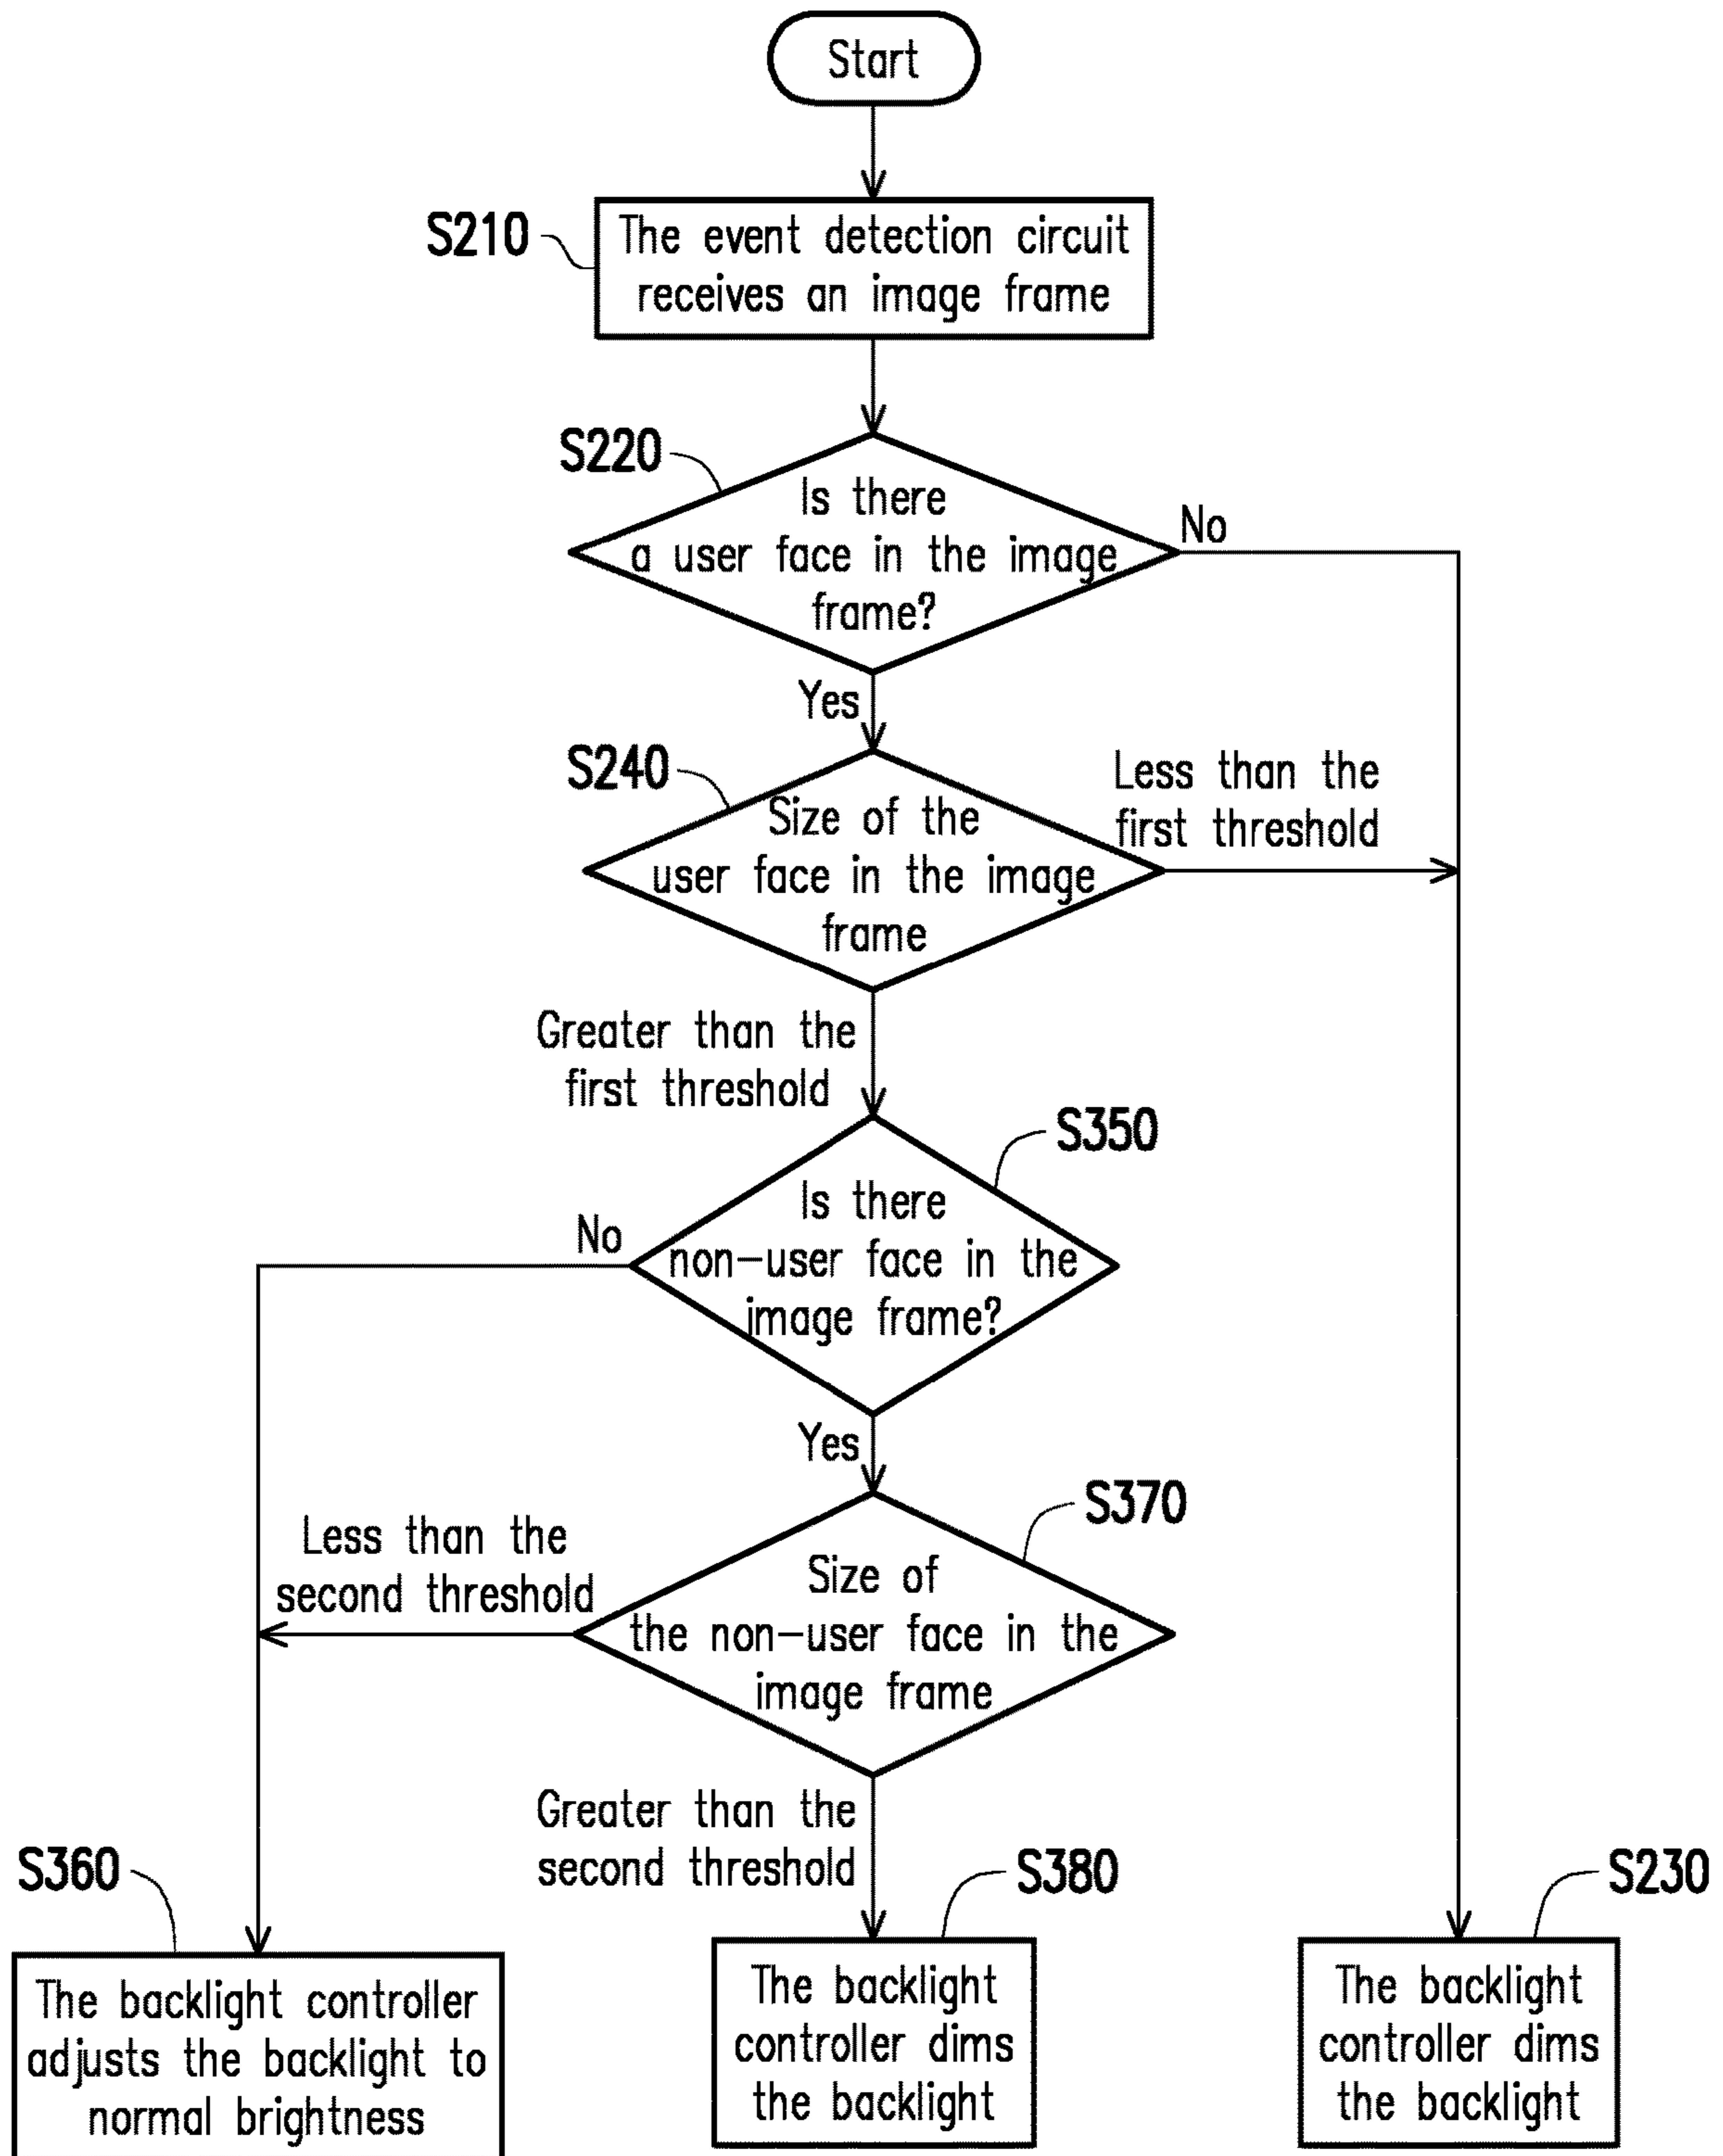 Start
S210
The event detection circuit
receives an image frame
S220
Is there
a user face in the image
frame?
No
Yes
S240
Size of the
user face in the image
frame
Less than the
first threshold
Greater than the
first threshold
S350
Is there
non-user face in the
image frame?
No
Yes
S370
Size of
the non-user face in the
image frame
Less than the
second threshold
Greater than the
second threshold
S360
The backlight controller
adjusts the backlight to
normal brightness
S380
The backlight
controller dims
the backlight
S230
The backlight
controller dims
the backlight